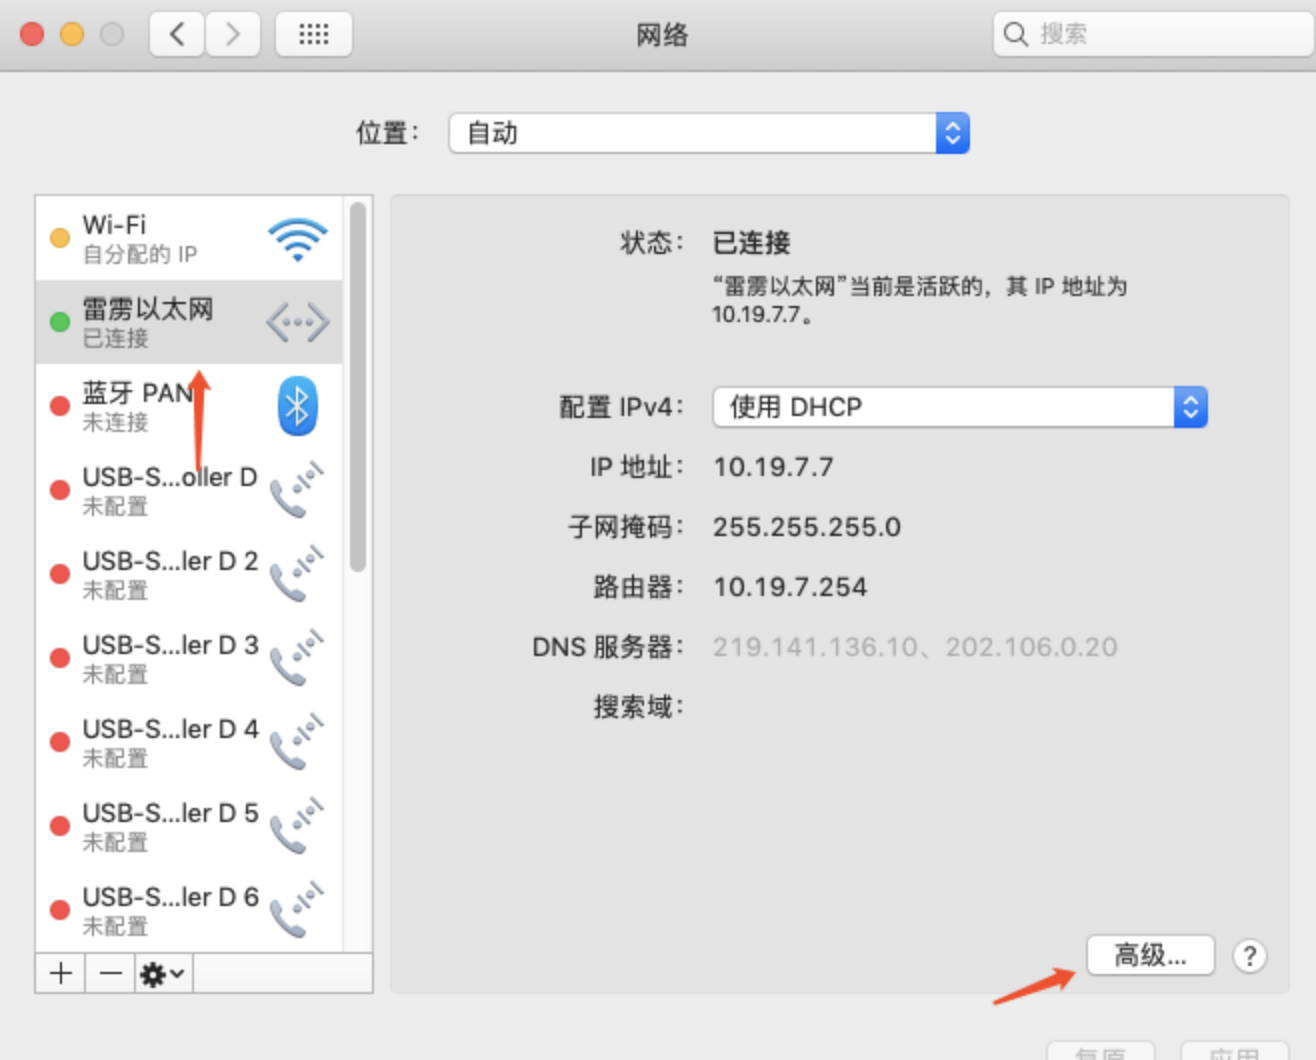 网络
搜索
位置： 自动
Wi-Fi
自分配的 IP
雷雳以太网
已连接
蓝牙 PAN
未连接
USB-S...oller D
未配置
USB-S...ler D 2
未配置
USB-S...ler D 3
未配置
USB-S...ler D 4
未配置
USB-S...ler D 5
未配置
USB-S...ler D 6
未配置
状态： 已连接
“雷雳以太网”当前是活跃的，其 IP 地址为
10.19.7.7。
配置 IPv4： 使用 DHCP
IP 地址： 10.19.7.7
子网掩码： 255.255.255.0
路由器： 10.19.7.254
DNS 服务器： 219.141.136.10、202.106.0.20
搜索域：
高级... ?
复原 应用